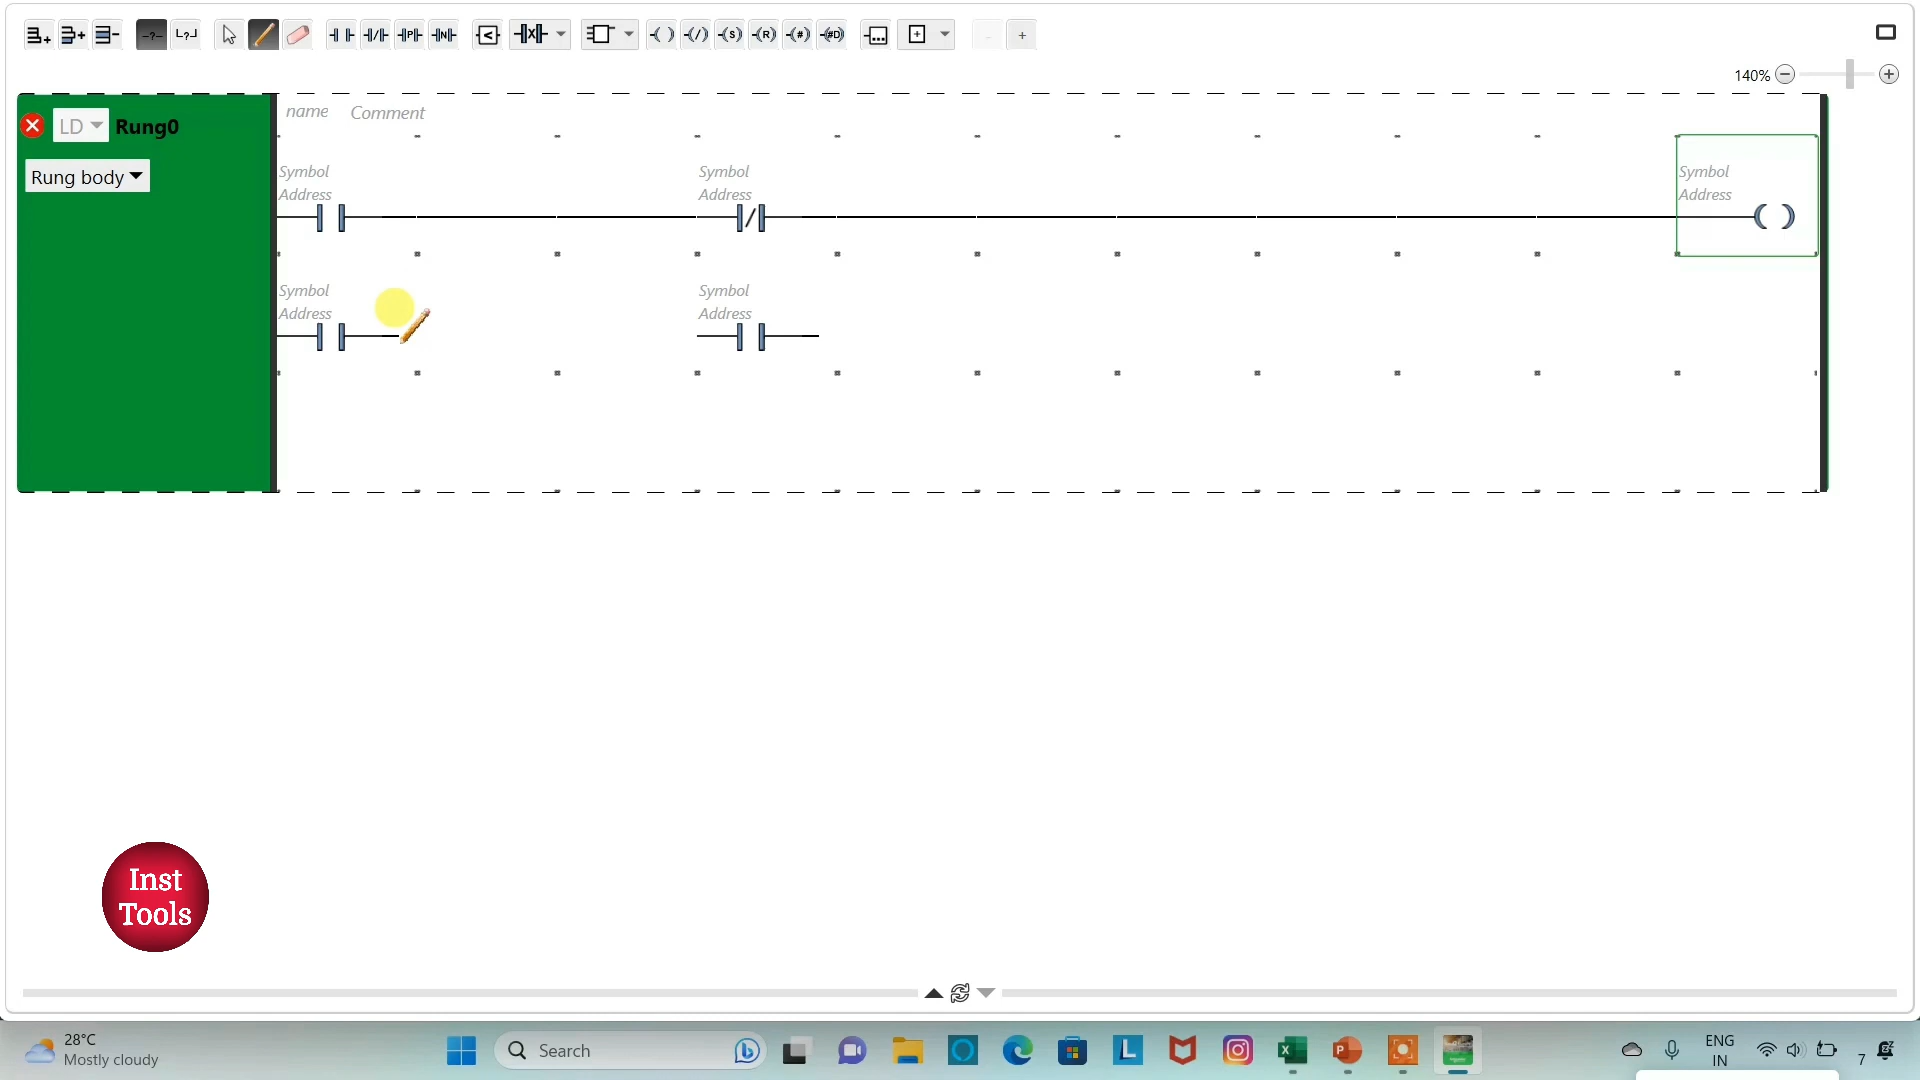 140%
name Comment
LD Rung0
Rung body
Symbol
Address
Symbol
Address
Symbol
Address
Symbol
Address
Symbol
Address
Inst
Tools
28°C
Mostly cloudy
Search
ENG
IN
7